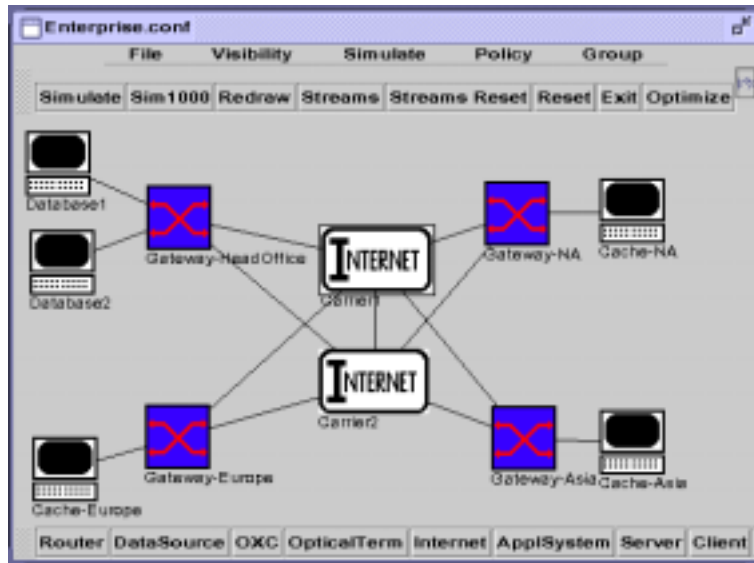 Enterprise.conf
File Visibility Simulate Policy Group
Simulate Sim1000 Redraw Streams Streams Reset Reset Exit Optimize
Database1
Gateway-Head Office
INTERNET
Carrier1
Gateway-NA
Cache-NA
Database2
INTERNET
Carrier2
Gateway-Europe
Cache-Europe
Gateway-Asia
Cache-Asia
Router DataSource OXC OpticalTerm Internet ApplSystem Server Client